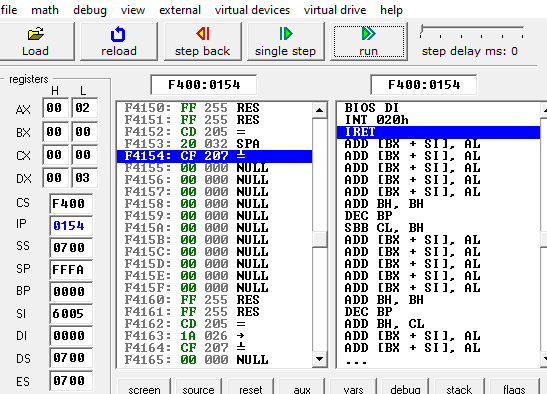 file math debug view external virtual devices virtual drive help
Load reload step back single step run step delay ms: 0
registers F400:0154 F400:0154
H L
AX 00 02
BX 00 00
CX 00 00
DX 00 03
CS F400
IP 0154
SS 0700
SP FFFA
BP 0000
SI 6005
DI 0000
DS 0700
ES 0700
F4150: FF 255 RES
F4151: FF 255 RES
F4152: CD 205 =
F4153: 20 032 SPA
F4154: CF 207 ╧
F4155: 00 000 NULL
F4156: 00 000 NULL
F4157: 00 000 NULL
F4158: 00 000 NULL
F4159: 00 000 NULL
F415A: 00 000 NULL
F415B: 00 000 NULL
F415C: 00 000 NULL
F415D: 00 000 NULL
F415E: 00 000 NULL
F415F: 00 000 NULL
F4160: FF 255 RES
F4161: FF 255 RES
F4162: CD 205 =
F4163: 1A 026 →
F4164: CF 207 ╧
F4165: 00 000 NULL
BIOS DI
INT 020h
IRET
ADD [BX + SI], AL
ADD [BX + SI], AL
ADD [BX + SI], AL
ADD [BX + SI], AL
ADD [BX + SI], AL
ADD BH, BH
DEC BP
SBB CL, BH
ADD [BX + SI], AL
ADD [BX + SI], AL
ADD [BX + SI], AL
ADD [BX + SI], AL
ADD [BX + SI], AL
ADD BH, BH
DEC BP
ADD BH, CL
ADD [BX + SI], AL
ADD [BX + SI], AL
...
screen source reset aux vars debug stack flags